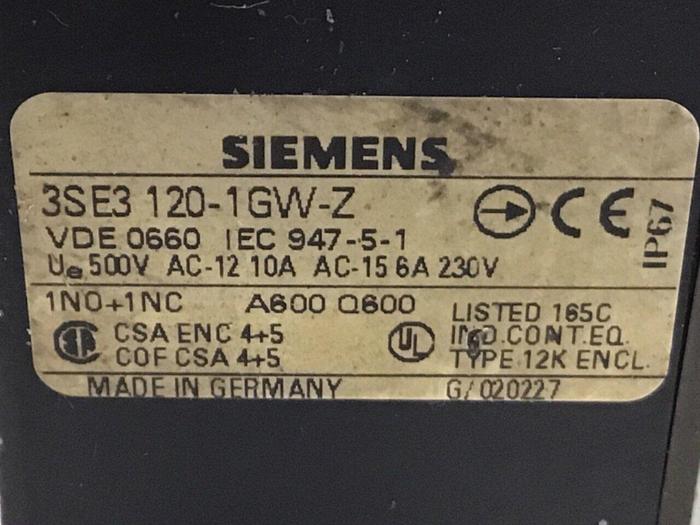 SIEMENS
3SE3 120-1GW-Z
CE
IP67
VDE 0660 IEC 947-5-1
Ue 500V AC-12 10A AC-15 6A 230V
1NO+1NC A600 Q600
LISTED 165C
CSA ENC 4+5
UL
IND.CONT.EQ.
COF CSA 4+5
TYPE 12K ENCL.
MADE IN GERMANY
G/020227